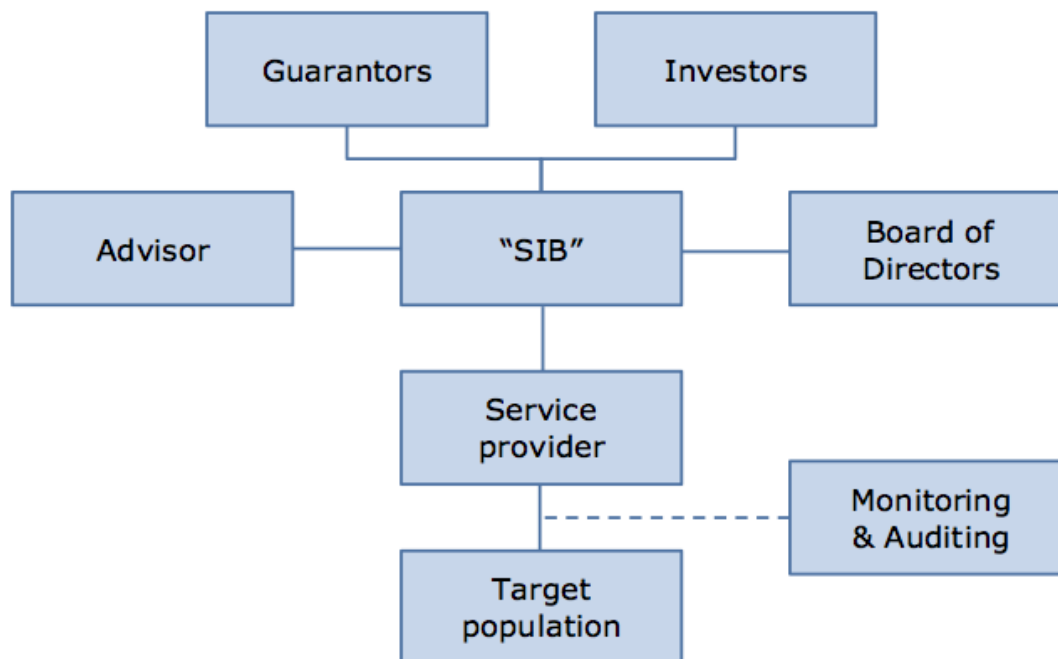 Guarantors
Investors
Advisor
“SIB”
Board of
Directors
Service
provider
Monitoring
& Auditing
Target
population